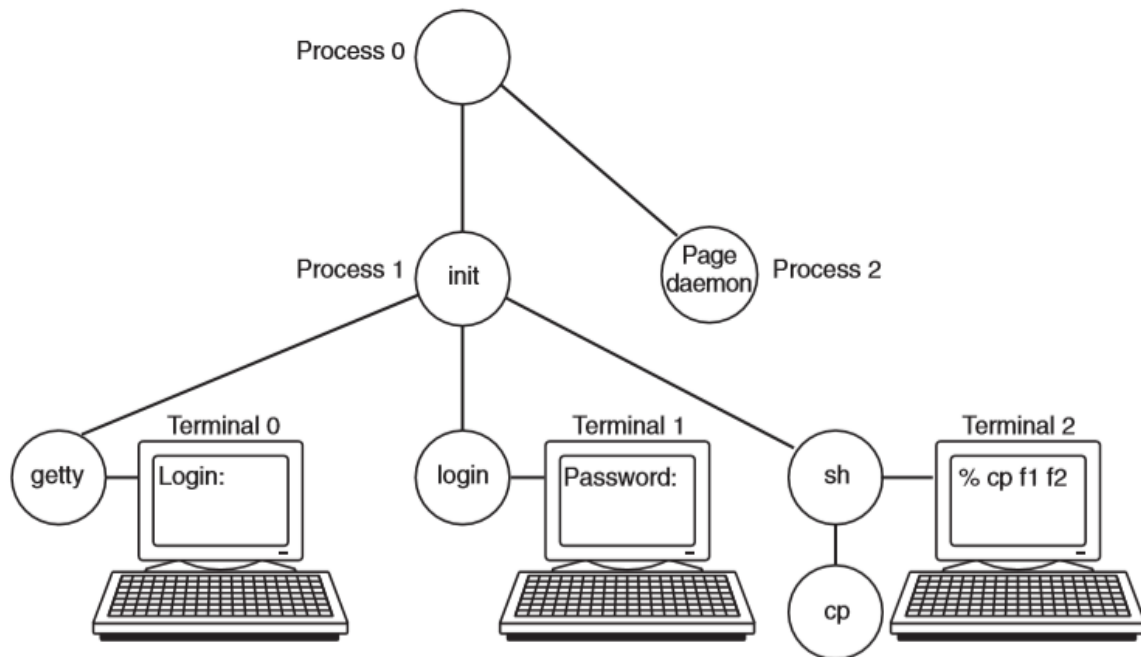 Process 0
Process 1
init
Page
daemon
Process 2
Terminal 0
Terminal 1
Terminal 2
getty
Login:
login
Password:
sh
% cp f1 f2
cp